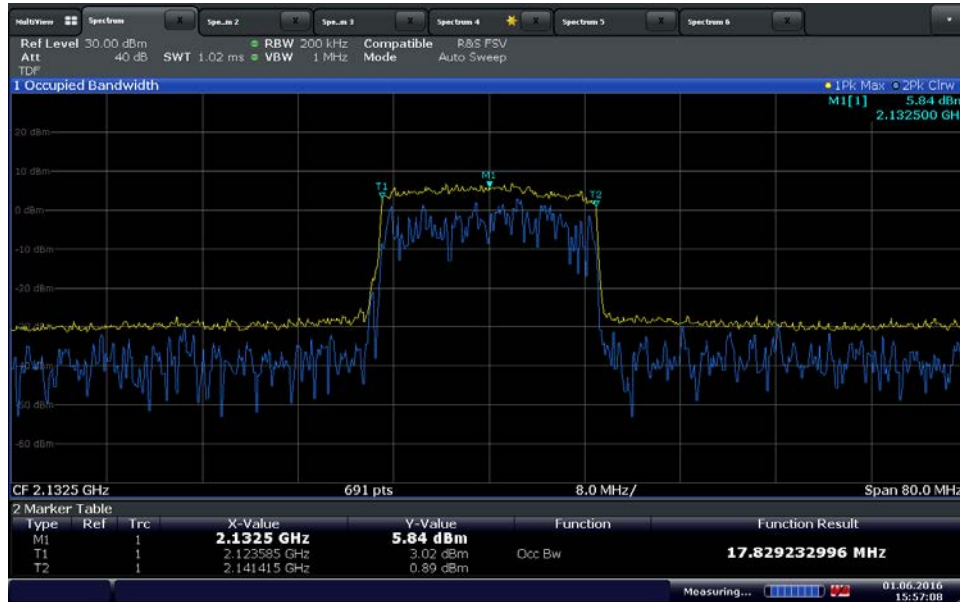 MultiView Spectrum X Spe...m 2 X Spe...m 3 X Spectrum 4 X Spectrum 5 X Spectrum 6 X
Ref Level 30.00 dBm RBW 200 kHz Compatible R&S FSV
Att 40 dB SWT 1.02 ms VBW 1 MHz Mode Auto Sweep
TDF
1 Occupied Bandwidth 1Pk Max 2Pk Clrw
M1[1] 5.84 dBm
2.132500 GH
20 dBm
10 dBm
M1
T1
T2
0 dBm
-10 dBm
-20 dBm
-60 dBm
CF 2.1325 GHz 691 pts 8.0 MHz/ Span 80.0 MHz
2 Marker Table
Type Ref Trc X-Value Y-Value Function Function Result
M1 1 2.1325 GHz 5.84 dBm
T1 1 2.123585 GHz 3.02 dBm Occ Bw 17.829232996 MHz
T2 1 2.141415 GHz 0.89 dBm
Measuring... 01.06.2016
15:57:08